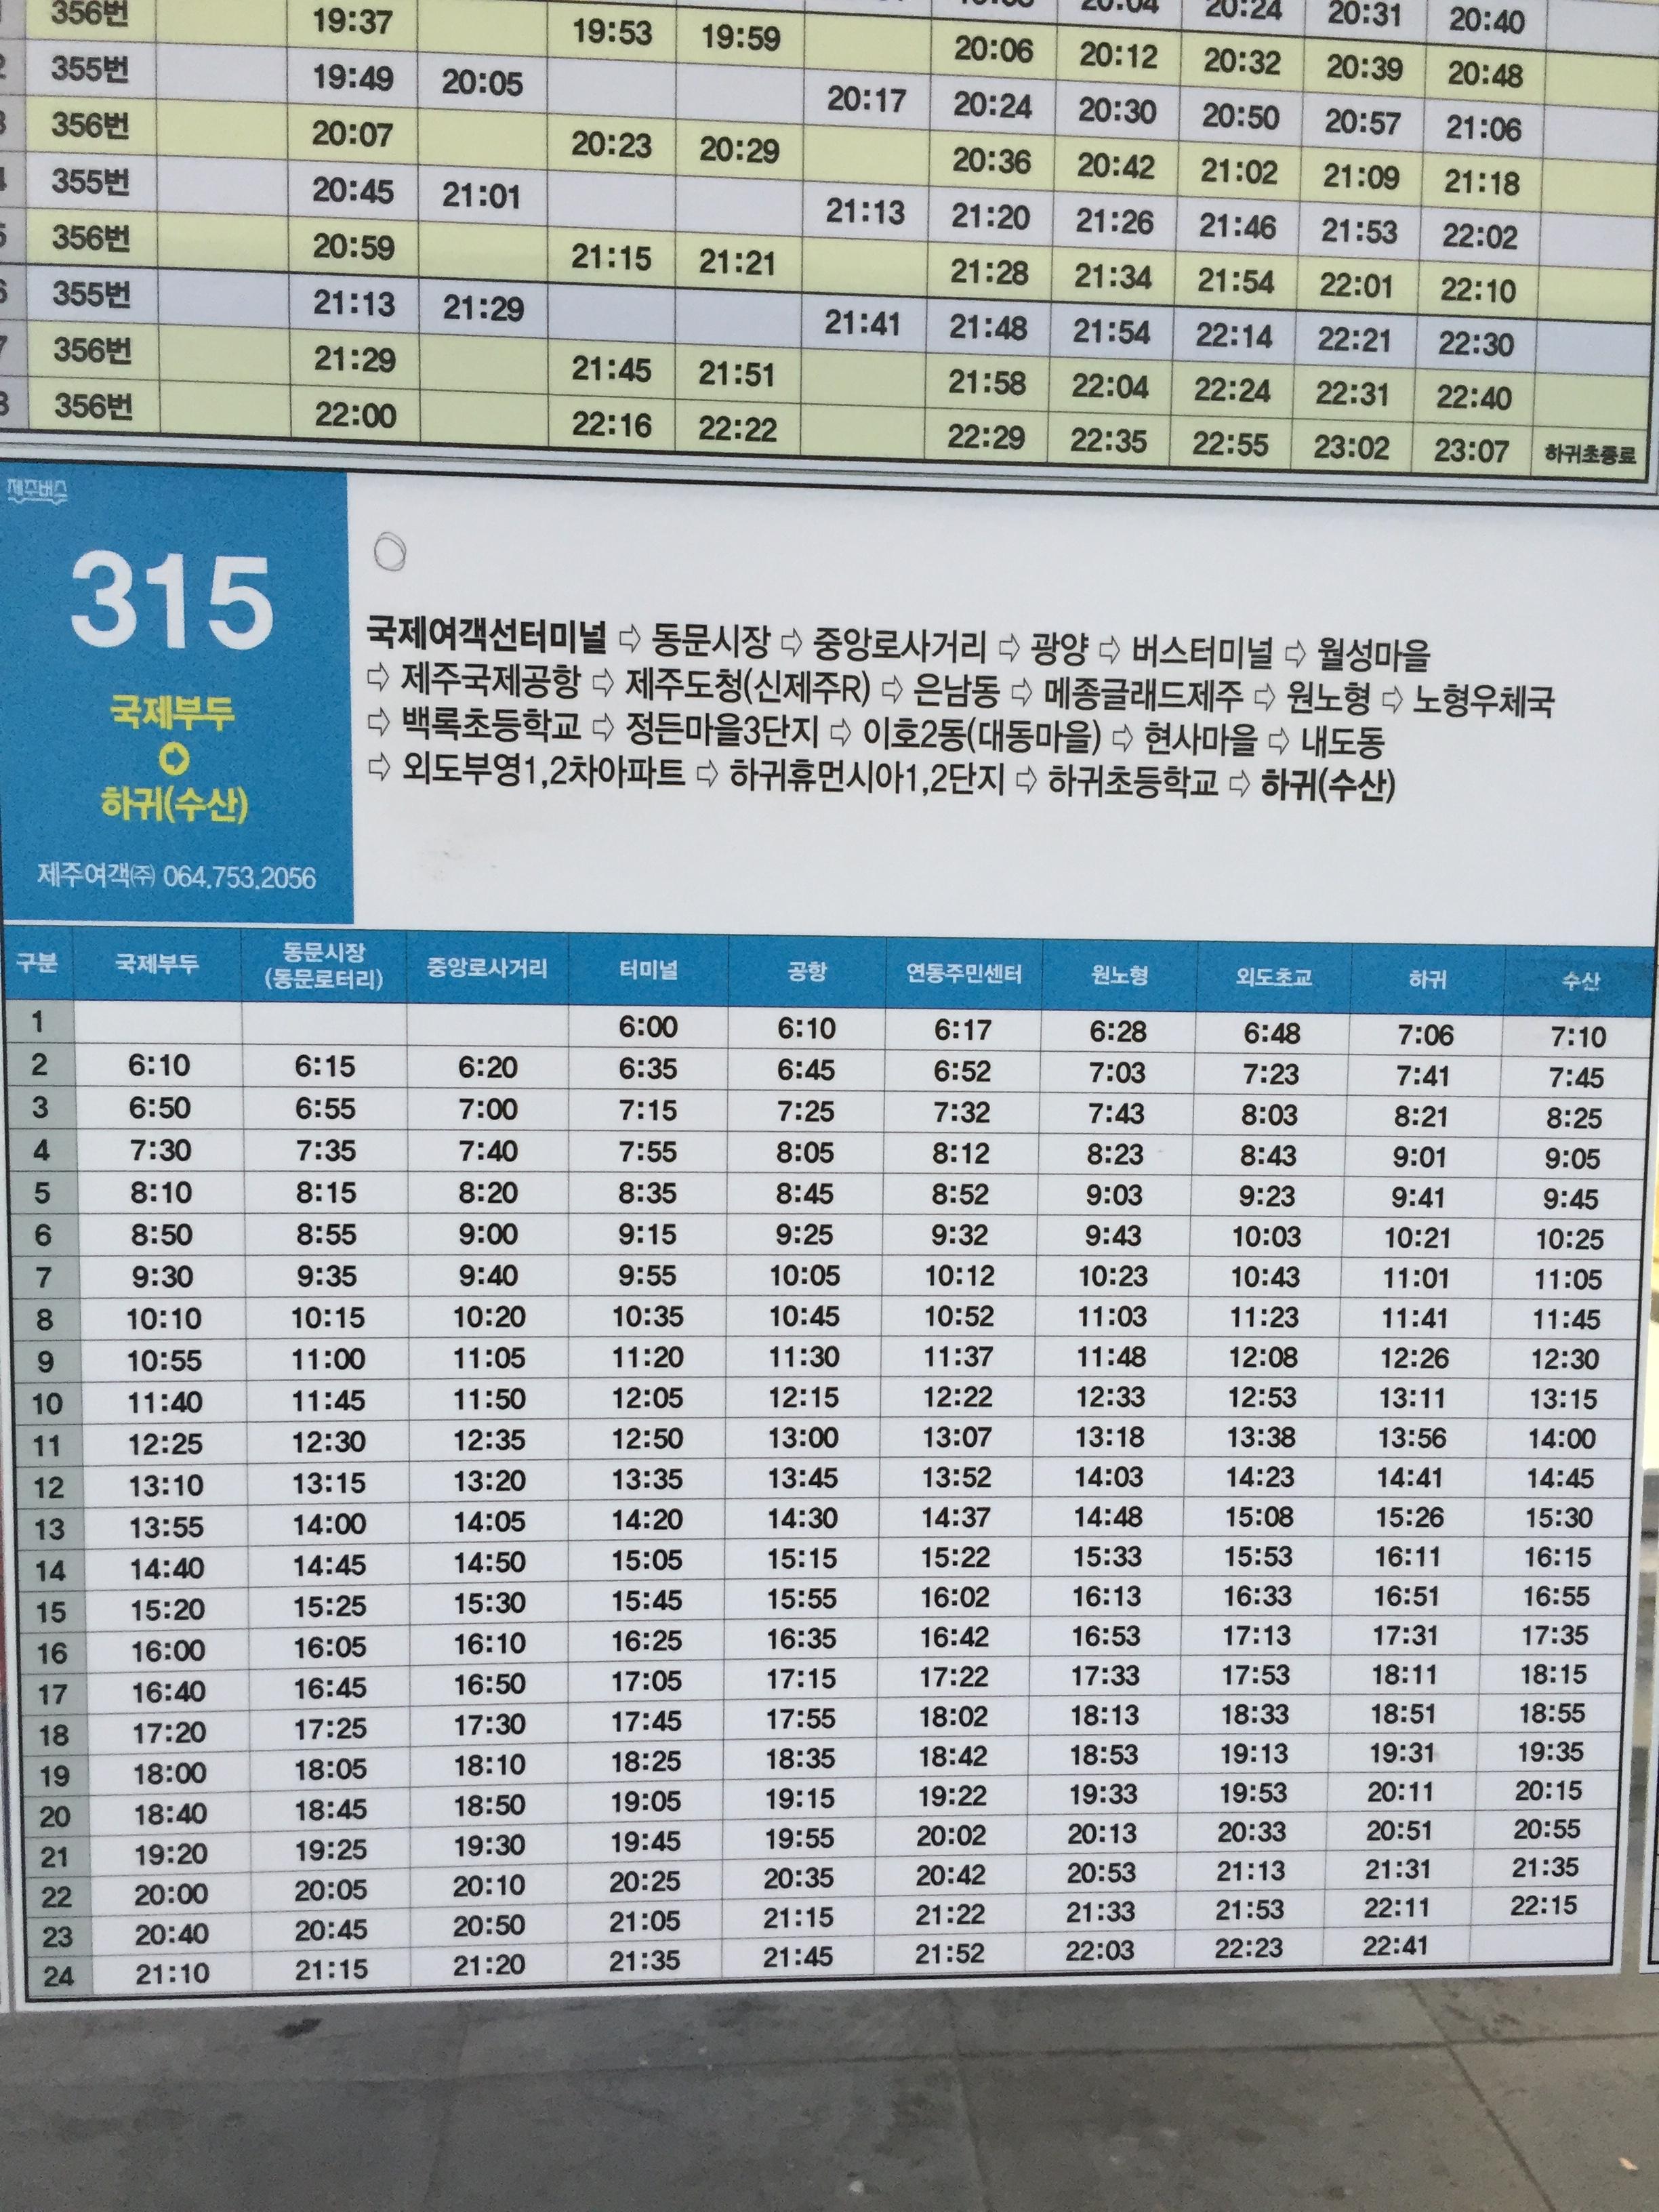 20:04 20:24 20:31 20:40
356번 19:37 19:53 19:59 20:06 20:12 20:32 20:39 20:48
355번 19:49 20:05 20:17 20:24 20:30 20:50 20:57 21:06
356번 20:07 20:23 20:29 20:36 20:42 21:02 21:09 21:18
355번 20:45 21:01 21:13 21:20 21:26 21:46 21:53 22:02
356번 20:59 21:15 21:21 21:28 21:34 21:54 22:01 22:10
355번 21:13 21:29 21:41 21:48 21:54 22:14 22:21 22:30
356번 21:29 21:45 21:51 21:58 22:04 22:24 22:31 22:40
356번 22:00 22:16 22:22 22:29 22:35 22:55 23:02 23:07 하귀초종료
제주버스
315
국제부두
하귀(수산)
제주여객㈜ 064.753.2056
국제여객선터미널 ⇨ 동문시장 ⇨ 중앙로사거리 ⇨ 광양 ⇨ 버스터미널 ⇨ 월성마을
⇨ 제주국제공항 ⇨ 제주도청(신제주R) ⇨ 은남동 ⇨ 메종글래드제주 ⇨ 원노형 ⇨ 노형우체국
⇨ 백록초등학교 ⇨ 정든마을3단지 ⇨ 이호2동(대동마을) ⇨ 현사마을 ⇨ 내도동
⇨ 외도부영1,2차아파트 ⇨ 하귀휴먼시아1,2단지 ⇨ 하귀초등학교 ⇨ 하귀(수산)
구분 국제부두 동문시장 (동문로터리) 중앙로사거리 터미널 공항 연동주민센터 원노형 외도초교 하귀 수산
1 6:00 6:10 6:17 6:28 6:48 7:06 7:10
2 6:10 6:15 6:20 6:35 6:45 6:52 7:03 7:23 7:41 7:45
3 6:50 6:55 7:00 7:15 7:25 7:32 7:43 8:03 8:21 8:25
4 7:30 7:35 7:40 7:55 8:05 8:12 8:23 8:43 9:01 9:05
5 8:10 8:15 8:20 8:35 8:45 8:52 9:03 9:23 9:41 9:45
6 8:50 8:55 9:00 9:15 9:25 9:32 9:43 10:03 10:21 10:25
7 9:30 9:35 9:40 9:55 10:05 10:12 10:23 10:43 11:01 11:05
8 10:10 10:15 10:20 10:35 10:45 10:52 11:03 11:23 11:41 11:45
9 10:55 11:00 11:05 11:20 11:30 11:37 11:48 12:08 12:26 12:30
10 11:40 11:45 11:50 12:05 12:15 12:22 12:33 12:53 13:11 13:15
11 12:25 12:30 12:35 12:50 13:00 13:07 13:18 13:38 13:56 14:00
12 13:10 13:15 13:20 13:35 13:45 13:52 14:03 14:23 14:41 14:45
13 13:55 14:00 14:05 14:20 14:30 14:37 14:48 15:08 15:26 15:30
14 14:40 14:45 14:50 15:05 15:15 15:22 15:33 15:53 16:11 16:15
15 15:20 15:25 15:30 15:45 15:55 16:02 16:13 16:33 16:51 16:55
16 16:00 16:05 16:10 16:25 16:35 16:42 16:53 17:13 17:31 17:35
17 16:40 16:45 16:50 17:05 17:15 17:22 17:33 17:53 18:11 18:15
18 17:20 17:25 17:30 17:45 17:55 18:02 18:13 18:33 18:51 18:55
19 18:00 18:05 18:10 18:25 18:35 18:42 18:53 19:13 19:31 19:35
20 18:40 18:45 18:50 19:05 19:15 19:22 19:33 19:53 20:11 20:15
21 19:20 19:25 19:30 19:45 19:55 20:02 20:13 20:33 20:51 20:55
22 20:00 20:05 20:10 20:25 20:35 20:42 20:53 21:13 21:31 21:35
23 20:40 20:45 20:50 21:05 21:15 21:22 21:33 21:53 22:11 22:15
24 21:10 21:15 21:20 21:35 21:45 21:52 22:03 22:23 22:41